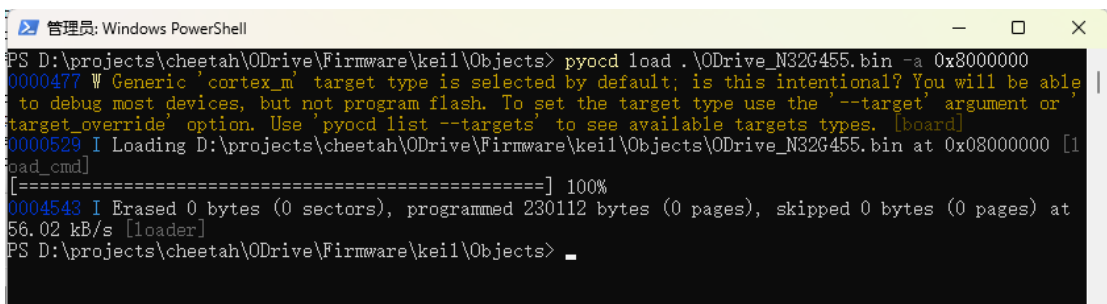 管理员: Windows PowerShell
PS D:\projects\cheetah\ODrive\Firmware\keil\Objects> pyocd load .\ODrive_N32G455.bin -a 0x8000000
0000477 W Generic 'cortex_m' target type is selected by default; is this intentional? You will be able
 to debug most devices, but not program flash. To set the target type use the '--target' argument or '
target_override' option. Use 'pyocd list --targets' to see available targets types. [board]
0000529 I Loading D:\projects\cheetah\ODrive\Firmware\keil\Objects\ODrive_N32G455.bin at 0x08000000 [l
oad_cmd]
[==================================================] 100%
0004543 I Erased 0 bytes (0 sectors), programmed 230112 bytes (0 pages), skipped 0 bytes (0 pages) at
56.02 kB/s [loader]
PS D:\projects\cheetah\ODrive\Firmware\keil\Objects>